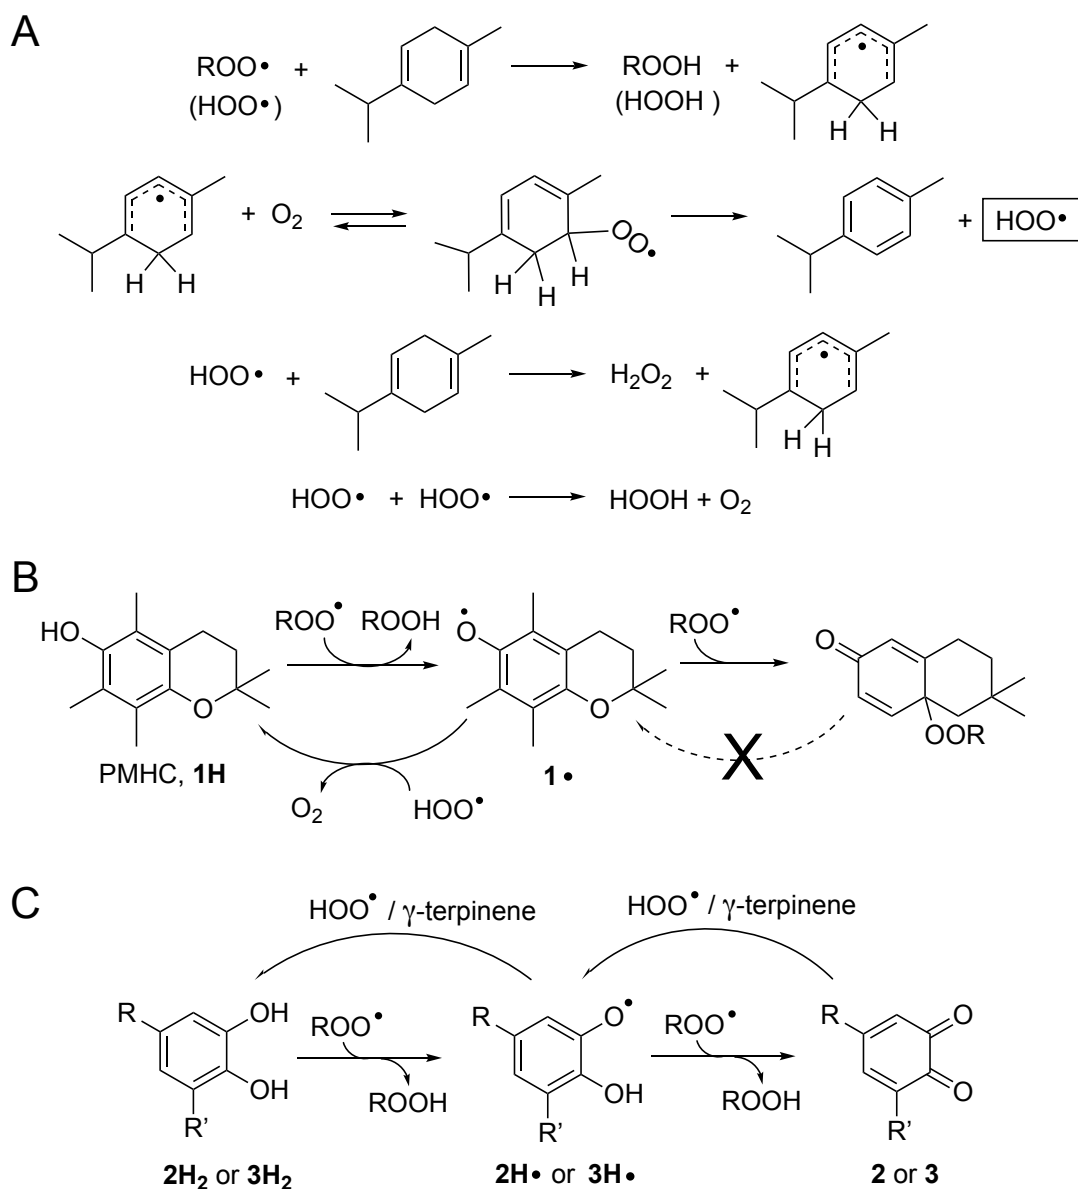 A
ROO• + → ROOH +
(HOO•) (HOOH )
H H
+ O2 ⇌ OO• → + HOO•
H H H H H
HOO• + → H2O2 +
H H
HOO• + HOO• → HOOH + O2
B
HO O ROO• ROOH O• O ROO• O OOR
X
PMHC, 1H 1•
O2 HOO•
C
HOO• / γ-terpinene HOO• / γ-terpinene
R OH OH R' ROO• ROOH R O• OH R' ROO• ROOH R O O R'
2H2 or 3H2 2H• or 3H• 2 or 3